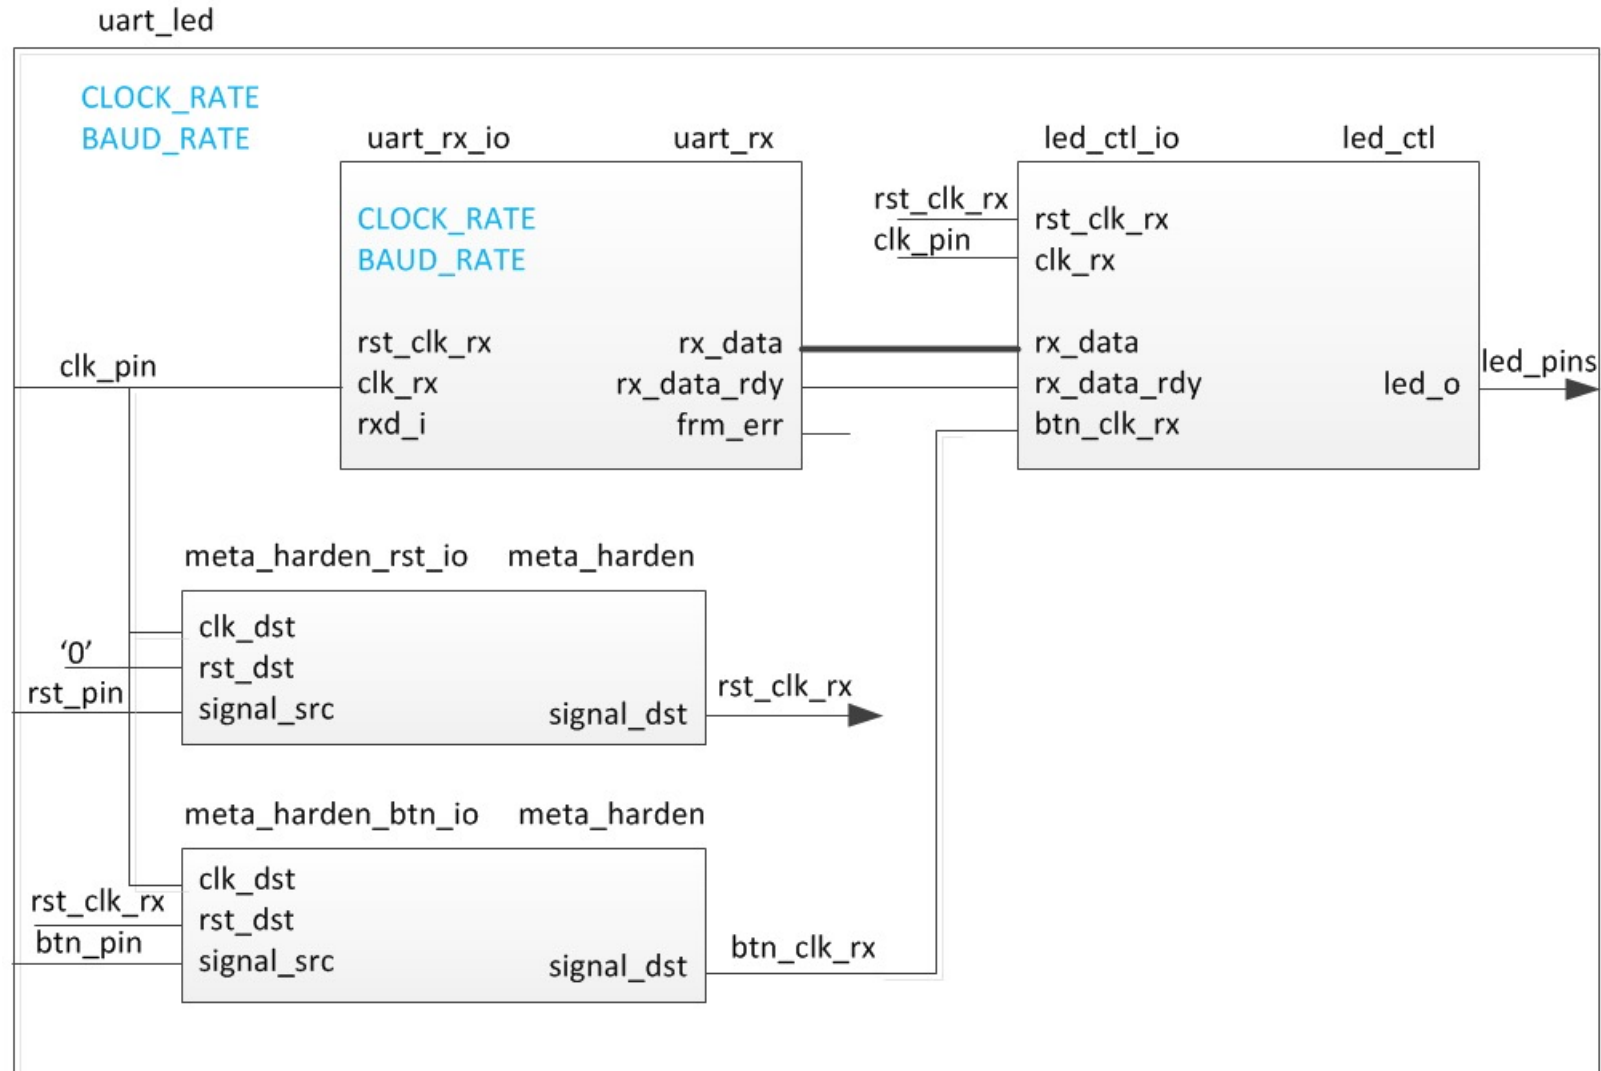 uart_led
CLOCK_RATE
BAUD_RATE
uart_rx_io uart_rx
CLOCK_RATE
BAUD_RATE
rst_clk_rx
clk_rx
rxd_i
rx_data
rx_data_rdy
frm_err
led_ctl_io led_ctl
rst_clk_rx
clk_pin
rst_clk_rx
clk_rx
rx_data
rx_data_rdy
btn_clk_rx
led_o
led_pins
clk_pin
meta_harden_rst_io meta_harden
clk_dst
rst_dst
signal_src
signal_dst
‘0’
rst_pin
rst_clk_rx
meta_harden_btn_io meta_harden
clk_dst
rst_dst
signal_src
signal_dst
rst_clk_rx
btn_pin
btn_clk_rx